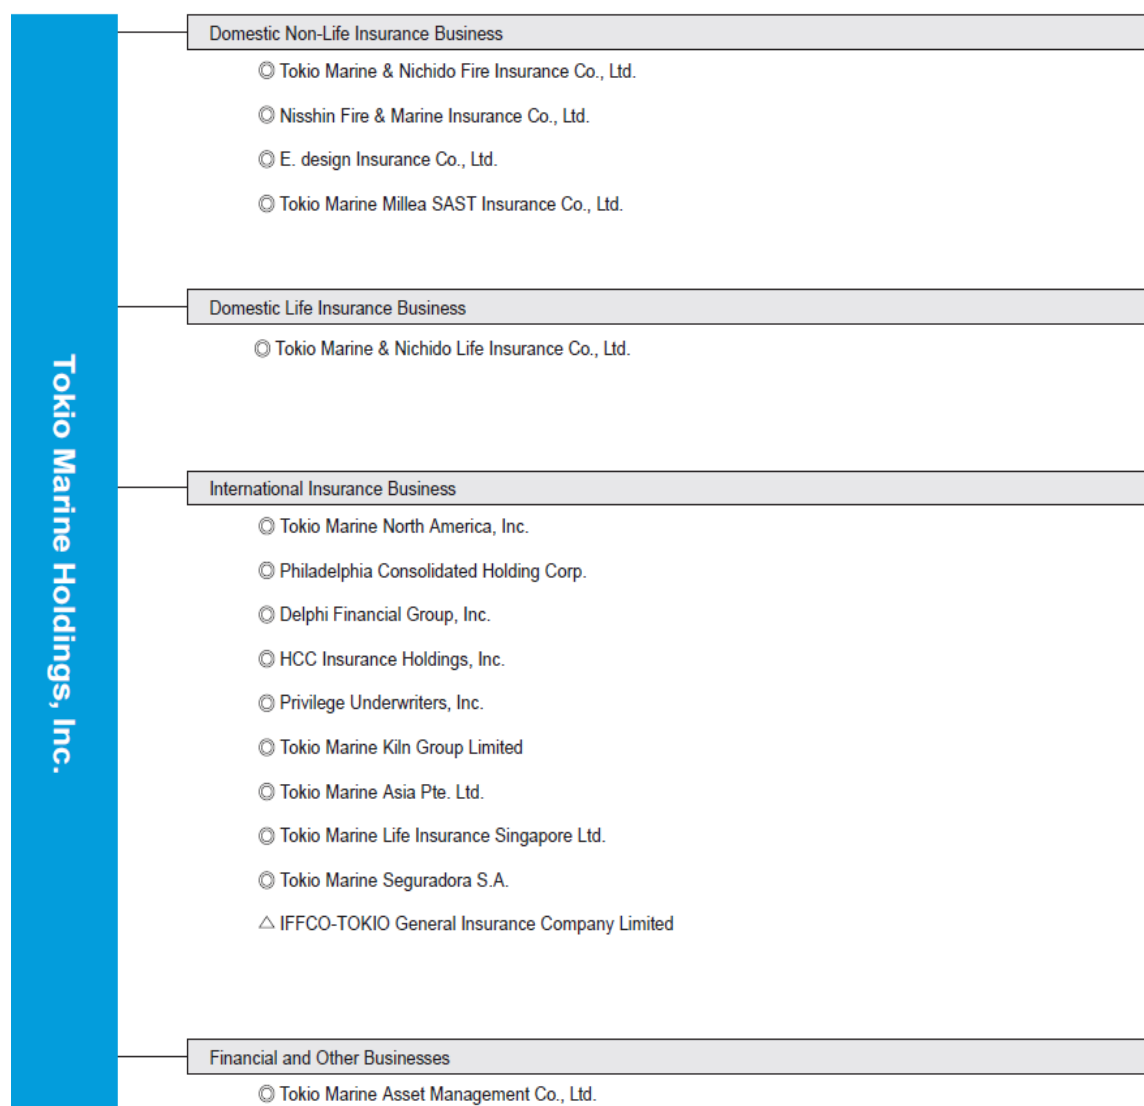 Tokio Marine Holdings, Inc.
Domestic Non-Life Insurance Business
◎ Tokio Marine & Nichido Fire Insurance Co., Ltd.
◎ Nisshin Fire & Marine Insurance Co., Ltd.
◎ E. design Insurance Co., Ltd.
◎ Tokio Marine Millea SAST Insurance Co., Ltd.
Domestic Life Insurance Business
◎ Tokio Marine & Nichido Life Insurance Co., Ltd.
International Insurance Business
◎ Tokio Marine North America, Inc.
◎ Philadelphia Consolidated Holding Corp.
◎ Delphi Financial Group, Inc.
◎ HCC Insurance Holdings, Inc.
◎ Privilege Underwriters, Inc.
◎ Tokio Marine Kiln Group Limited
◎ Tokio Marine Asia Pte. Ltd.
◎ Tokio Marine Life Insurance Singapore Ltd.
◎ Tokio Marine Seguradora S.A.
△ IFFCO-TOKIO General Insurance Company Limited
Financial and Other Businesses
◎ Tokio Marine Asset Management Co., Ltd.